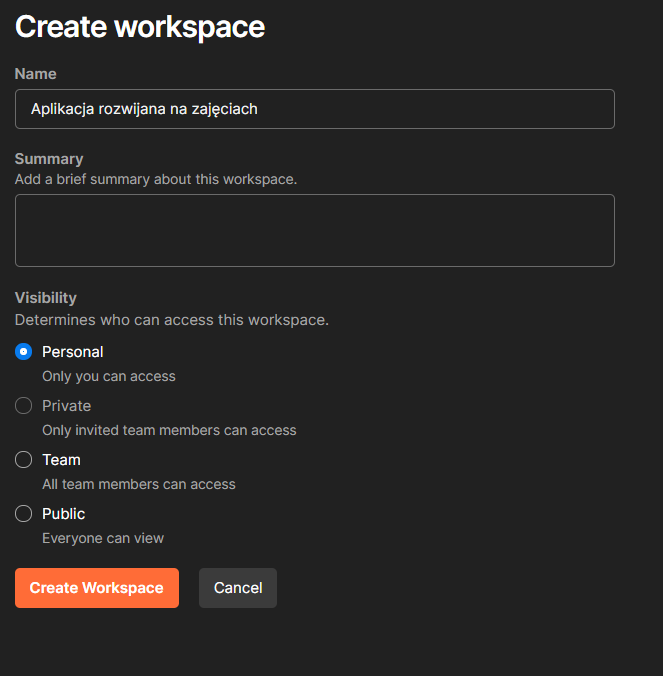 Create workspace
Name
Aplikacja rozwijana na zajęciach
Summary
Add a brief summary about this workspace.
Visibility
Determines who can access this workspace.
Personal
Only you can access
Private
Only invited team members can access
Team
All team members can access
Public
Everyone can view
Create Workspace
Cancel